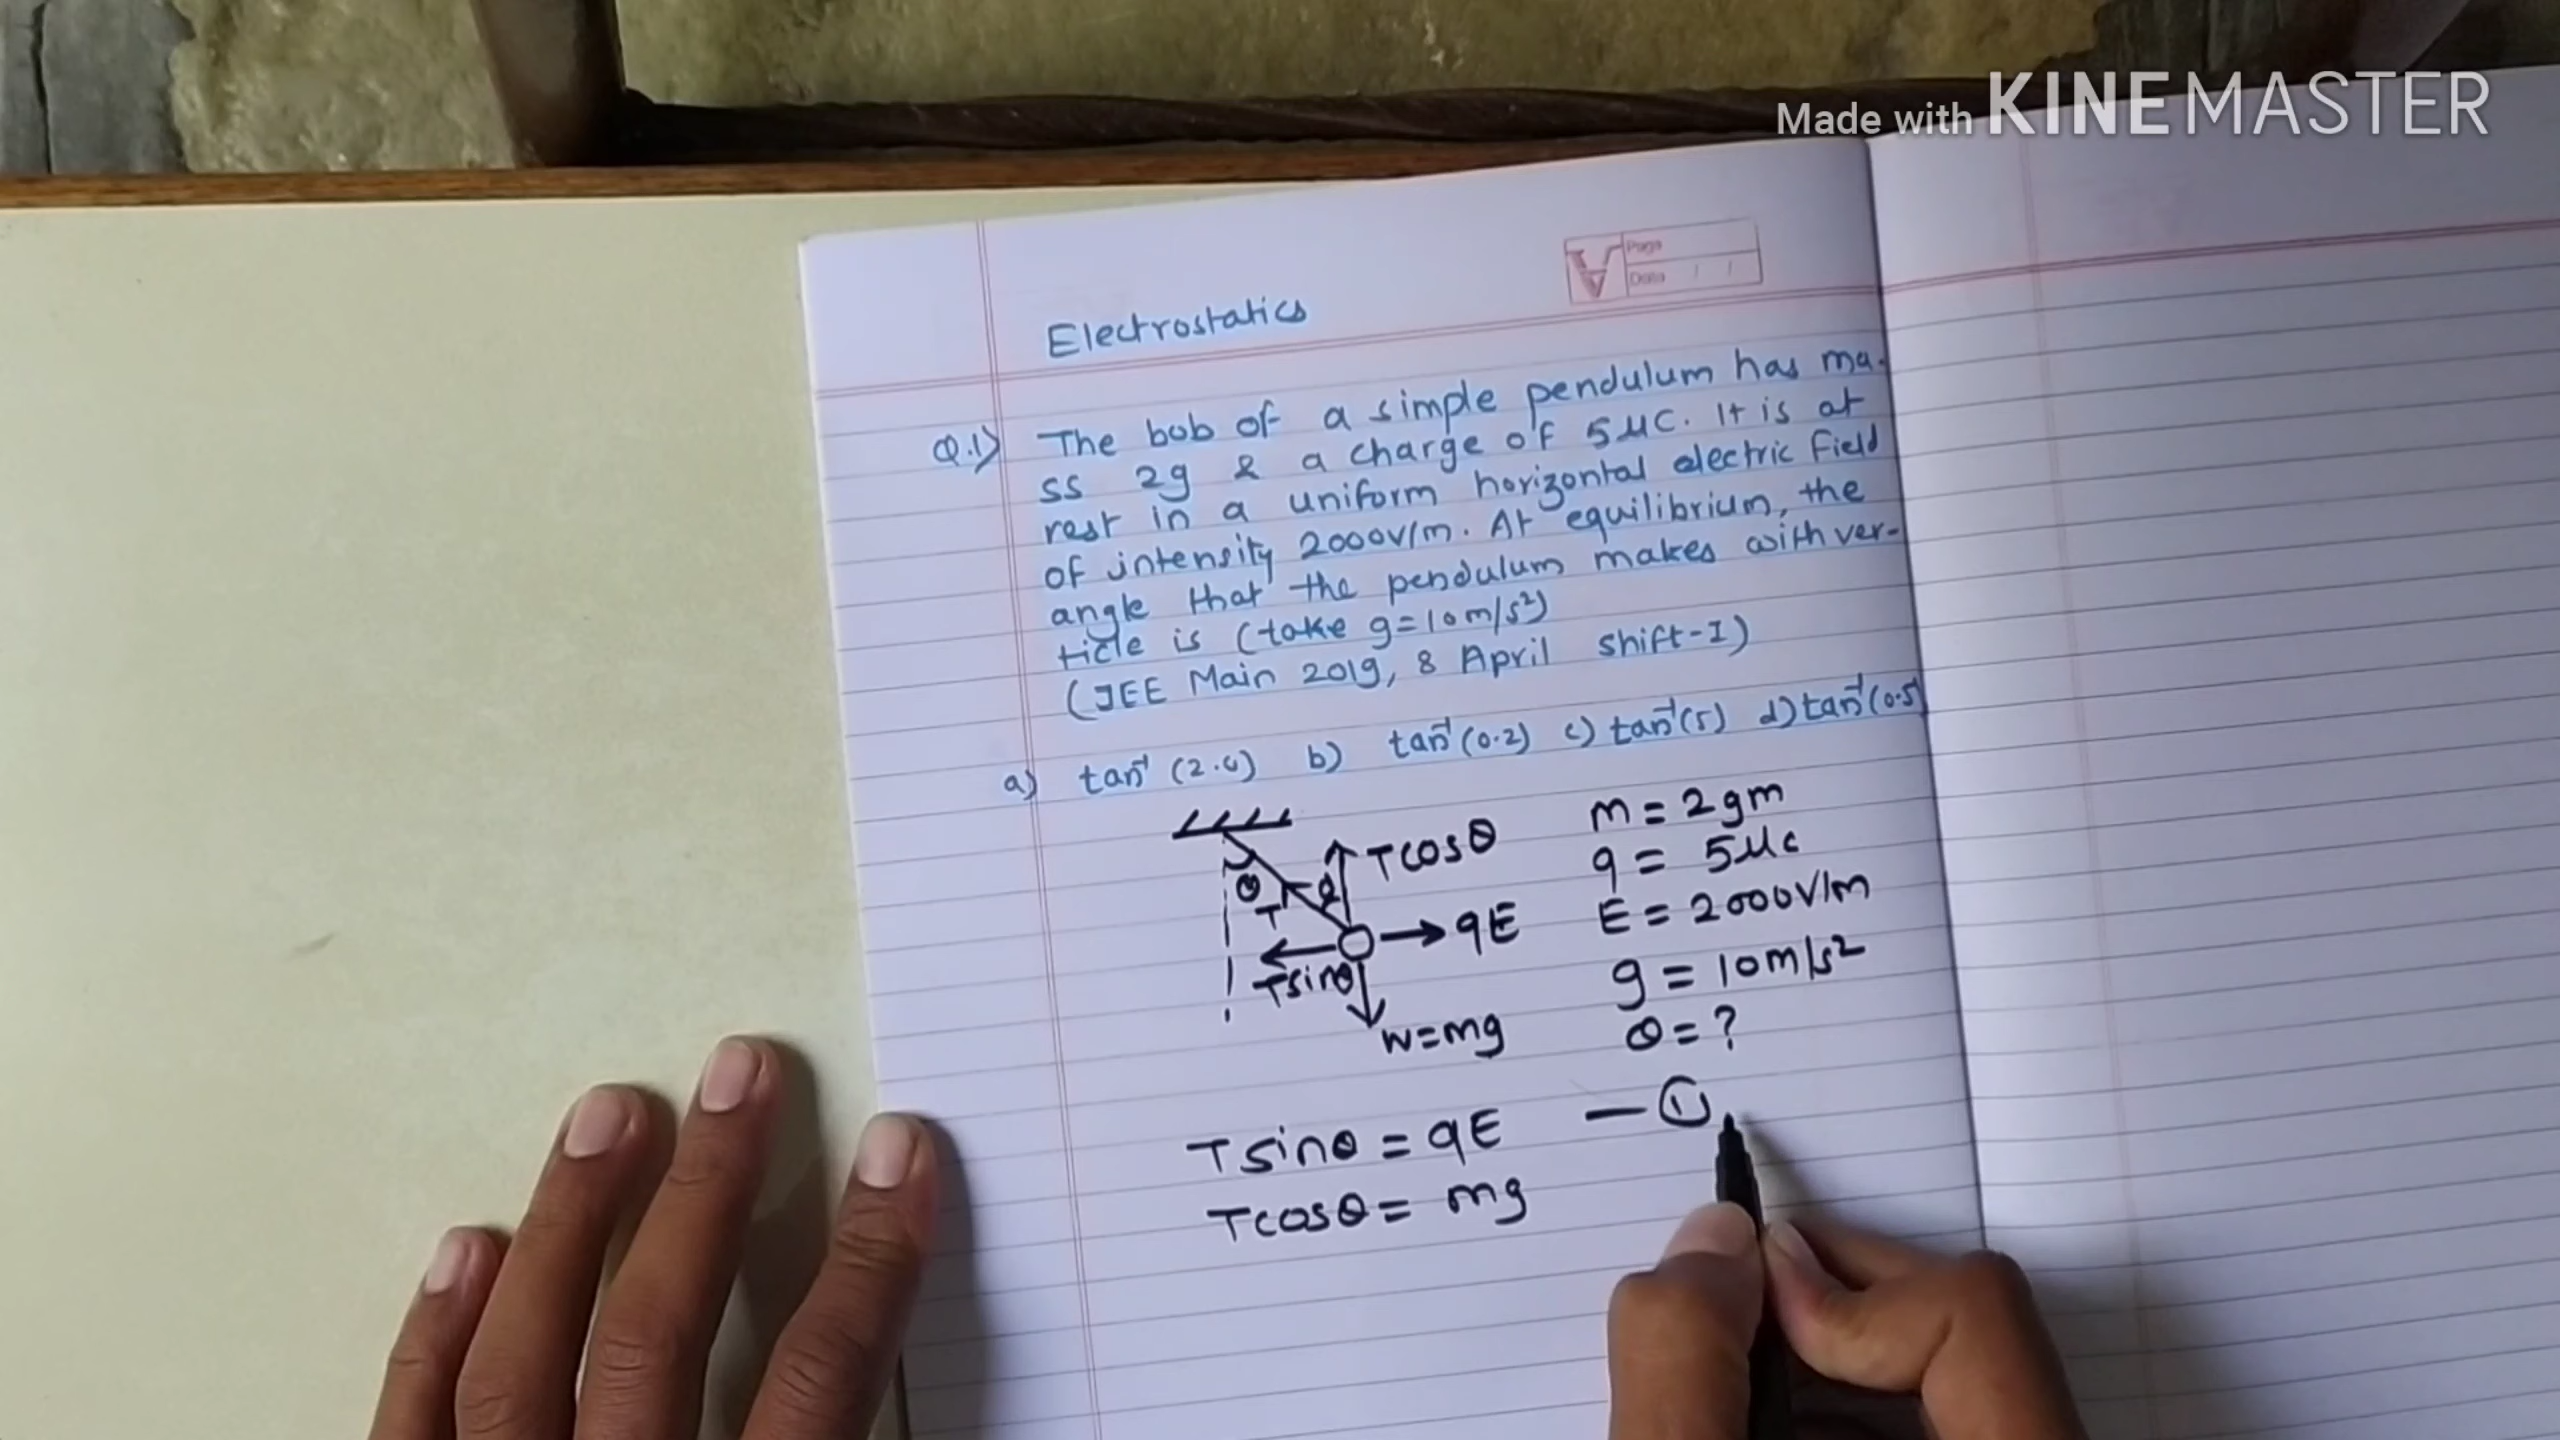 Made with KINEMASTER
Page
Date / /
Electrostatics
Q.1) The bob of a simple pendulum has ma-
ss 2g & a charge of 5μC. It is at
rest in a uniform horizontal electric field
of intensity 2000V/m. At equilibrium, the
angle that the pendulum makes with ver-
ticle is (take g=10m/s²)
(JEE Main 2019, 8 April shift-I)
a) tan⁻¹ (2.0) b) tan⁻¹ (0.2) c) tan⁻¹(5) d) tan⁻¹(0.5)
m = 2gm
q = 5μc
E = 2000V/m
g = 10m/s²
θ = ?
Tcosθ
θ
T
θ
qE
Tsinθ
w=mg
Tsinθ = qE — ①
Tcosθ = mg